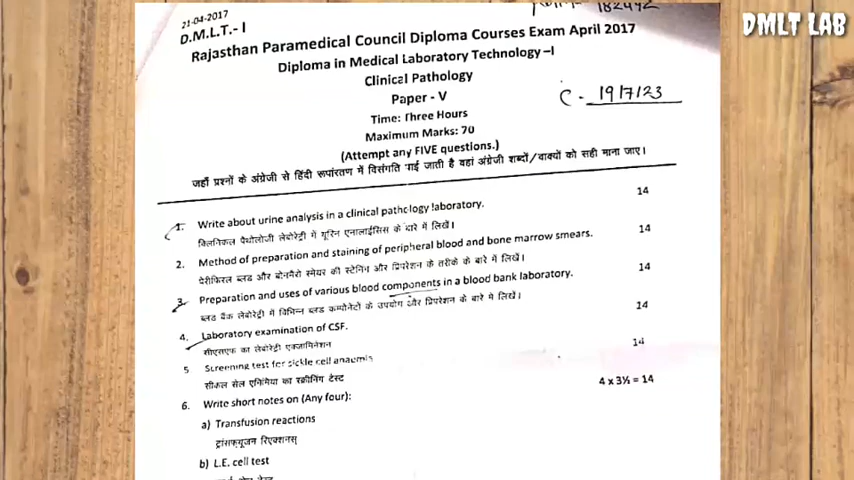 DMLT LAB
182492
21-04-2017
D.M.L.T.- I
Rajasthan Paramedical Council Diploma Courses Exam April 2017
Diploma in Medical Laboratory Technology –I
Clinical Pathology
Paper - V
C - 19/7/23
Time: Three Hours
Maximum Marks: 70
(Attempt any FIVE questions.)
जहाँ प्रश्नों के अंग्रेजी से हिंदी रूपांरतण में विसंगति पाई जाती है वहां अंग्रेजी शब्दों/वाक्यों को सही माना जाए।
1. Write about urine analysis in a clinical pathology laboratory. 14
क्लिनिकल पैथौलोजी लेबोरेट्री में यूरिन एनालाईसिस के बारे में लिखें।
2. Method of preparation and staining of peripheral blood and bone marrow smears. 14
पेरीफिरल ब्लड और बोनमैरो स्मेयर की स्टेनिंग और प्रिपरेशन के तरीके के बारे में लिखें।
3. Preparation and uses of various blood components in a blood bank laboratory. 14
ब्लड बैंक लेबोरेट्री में विभिन्न ब्लड कम्पोनेटों के उपयोग और प्रिपरेशन के बारे में लिखें।
4. Laboratory examination of CSF. 14
सीएसएफ का लेबोरेट्री एक्जामिनेशन
5 Screening test for sickle cell anaemia 14
सीकल सेल एनिमिया का स्क्रीनिंग टेस्ट
6. Write short notes on (Any four): 4 x 3½ = 14
a) Transfusion reactions
ट्रांसफ्यूजन रिएक्शनस्
b) L.E. cell test